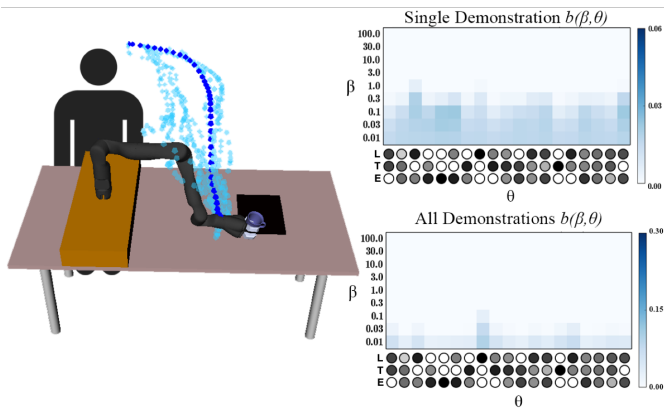 Single Demonstration b(β,θ)
100.0
30.0
10.0
3.0
1.0
0.3
0.1
0.03
0.01
β
0.06
0.03
0.00
L
T
E
θ
All Demonstrations b(β,θ)
100.0
30.0
10.0
3.0
1.0
0.3
0.1
0.03
0.01
β
0.30
0.15
0.00
L
T
E
θ